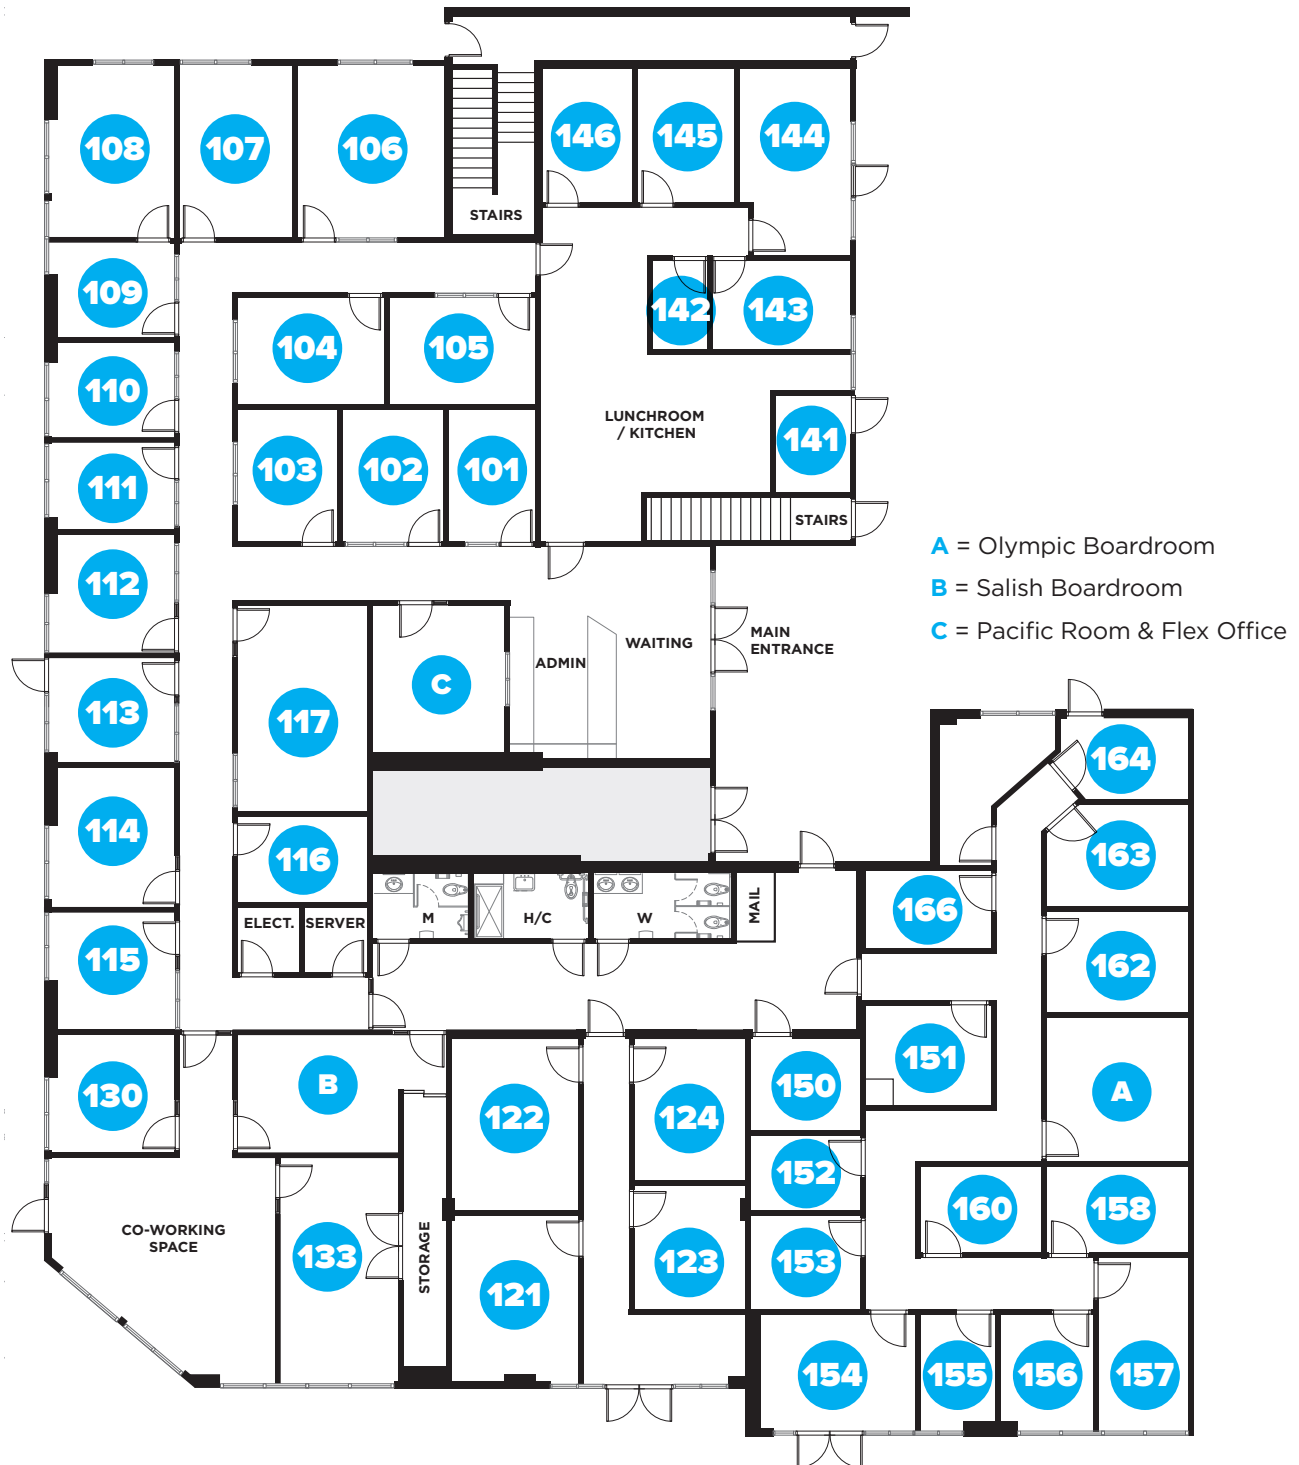 108
107
106
146
145
144
STAIRS
109
142
143
104
105
110
LUNCHROOM
/ KITCHEN
141
103
102
101
111
STAIRS
A = Olympic Boardroom
B = Salish Boardroom
C = Pacific Room & Flex Office
112
WAITING
MAIN
ENTRANCE
ADMIN
C
113
117
164
114
116
163
M
H/C
W
MAIL
166
ELECT.
SERVER
115
162
151
B
150
A
130
122
124
152
160
158
CO-WORKING
SPACE
133
STORAGE
121
123
153
154
155
156
157